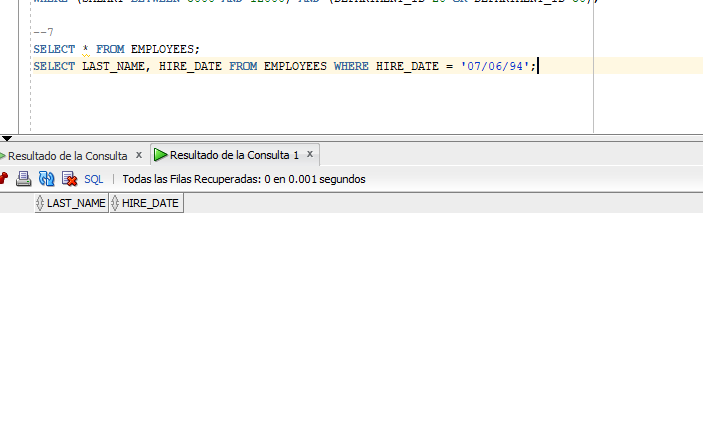 --7
SELECT * FROM EMPLOYEES;
SELECT LAST_NAME, HIRE_DATE FROM EMPLOYEES WHERE HIRE_DATE = '07/06/94';
Resultado de la Consulta x Resultado de la Consulta 1 x
SQL | Todas las Filas Recuperadas: 0 en 0.001 segundos
LAST_NAME HIRE_DATE